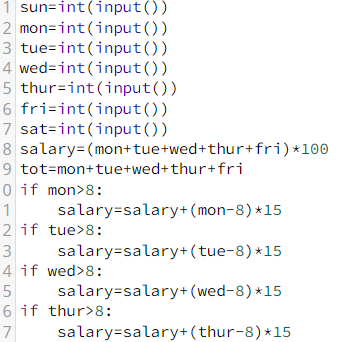 1 sun=int(input())
2 mon=int(input())
3 tue=int(input())
4 wed=int(input())
5 thur=int(input())
6 fri=int(input())
7 sat=int(input())
8 salary=(mon+tue+wed+thur+fri)*100
9 tot=mon+tue+wed+thur+fri
0 if mon>8:
1     salary=salary+(mon-8)*15
2 if tue>8:
3     salary=salary+(tue-8)*15
4 if wed>8:
5     salary=salary+(wed-8)*15
6 if thur>8:
7     salary=salary+(thur-8)*15